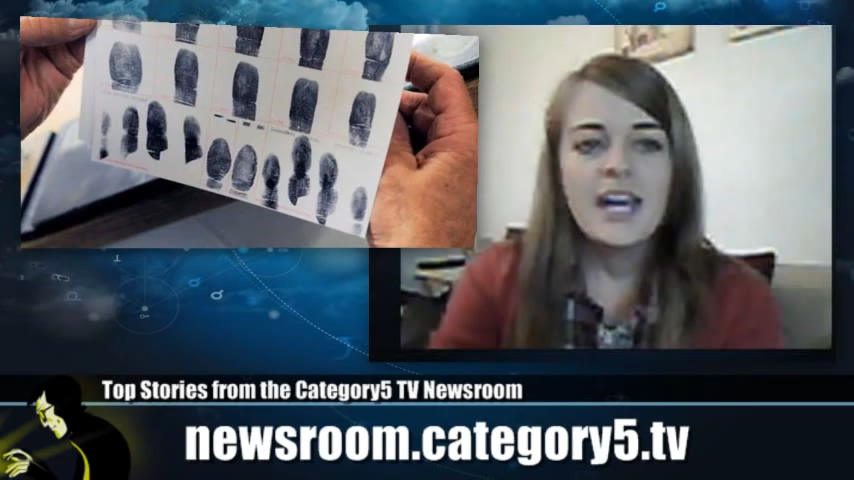 Top Stories from the Category5 TV Newsroom
newsroom.category5.tv